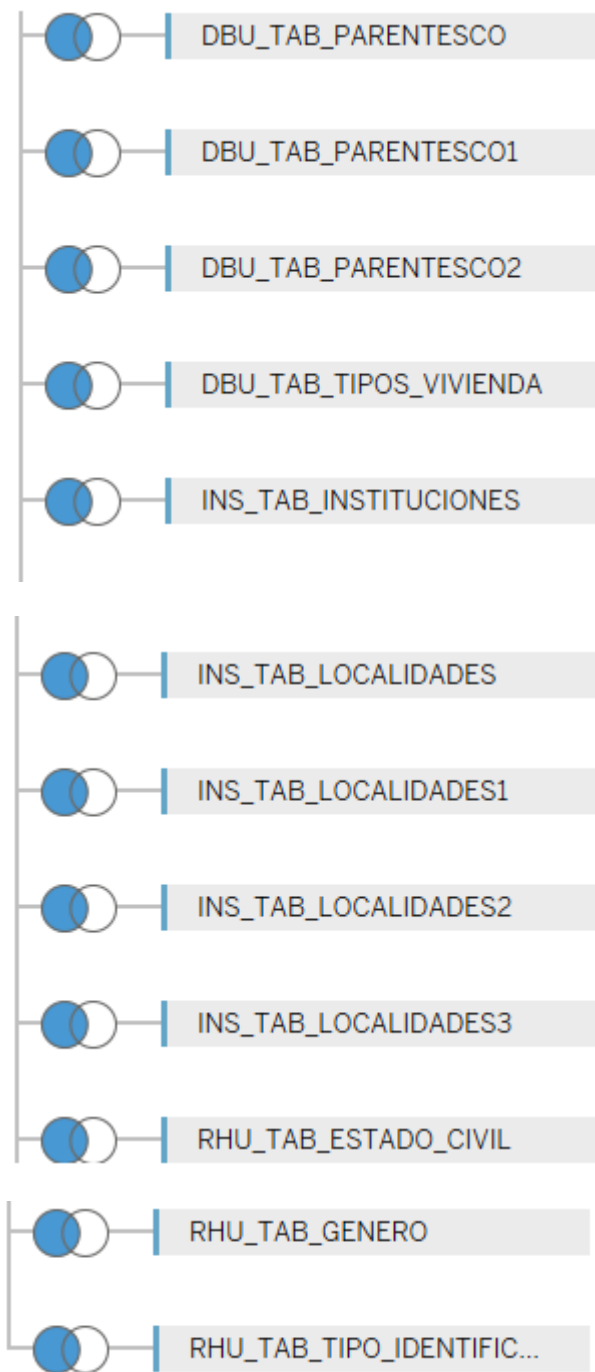 DBU_TAB_PARENTESCO
DBU_TAB_PARENTESCO1
DBU_TAB_PARENTESCO2
DBU_TAB_TIPOS_VIVIENDA
INS_TAB_INSTITUCIONES
INS_TAB_LOCALIDADES
INS_TAB_LOCALIDADES1
INS_TAB_LOCALIDADES2
INS_TAB_LOCALIDADES3
RHU_TAB_ESTADO_CIVIL
RHU_TAB_GENERO
RHU_TAB_TIPO_IDENTIFIC...